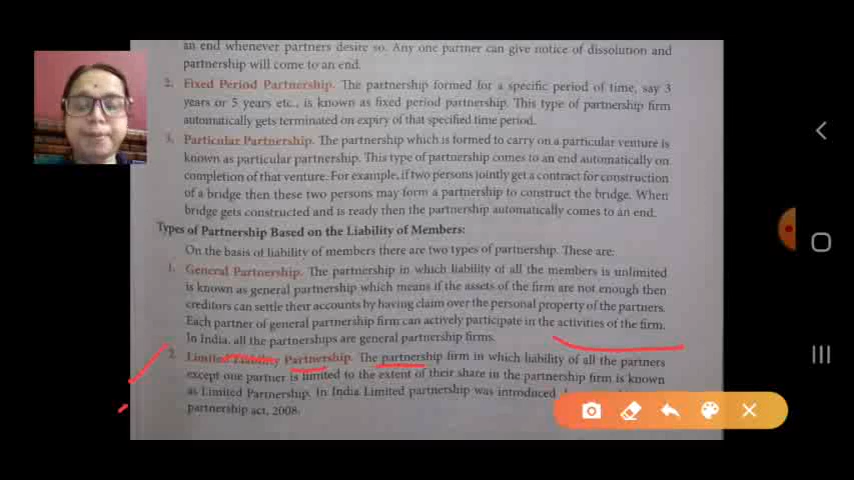 an end whenever partners desire so. Any one partner can give notice of dissolution and
partnership will come to an end.
2. Fixed Period Partnership. The partnership formed for a specific period of time, say 3
years or 5 years etc., is known as fixed period partnership. This type of partnership firm
automatically gets terminated on expiry of that specified time period.
3. Particular Partnership. The partnership which is formed to carry on a particular venture is
known as particular partnership. This type of partnership comes to an end automatically on
completion of that venture. For example, if two persons jointly get a contract for construction
of a bridge then these two persons may form a partnership to construct the bridge. When
bridge gets constructed and is ready then the partnership automatically comes to an end.
Types of Partnership Based on the Liability of Members:
On the basis of liability of members there are two types of partnership. These are:
1. General Partnership. The partnership in which liability of all the members is unlimited
is known as general partnership which means if the assets of the firm are not enough then
creditors can settle their accounts by having claim over the personal property of the partners.
Each partner of general partnership firm can actively participate in the activities of the firm.
In India, all the partnerships are general partnership firms.
2. Limited Liability Partnership. The partnership firm in which liability of all the partners
except one partner is limited to the extent of their share in the partnership firm is known
as Limited Partnership. In India Limited partnership was introduced
partnership act, 2008.